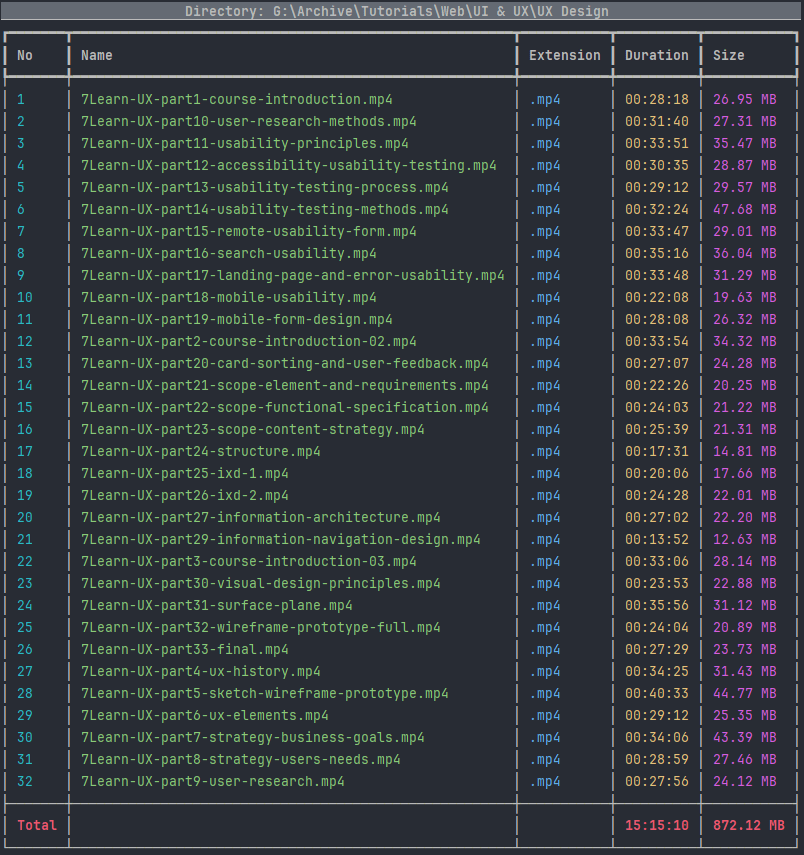 Directory: G:\Archive\Tutorials\Web\UI & UX\UX Design
No Name Extension Duration Size
1 7Learn-UX-part1-course-introduction.mp4 .mp4 00:28:18 26.95 MB
2 7Learn-UX-part10-user-research-methods.mp4 .mp4 00:31:40 27.31 MB
3 7Learn-UX-part11-usability-principles.mp4 .mp4 00:33:51 35.47 MB
4 7Learn-UX-part12-accessibility-usability-testing.mp4 .mp4 00:30:35 28.87 MB
5 7Learn-UX-part13-usability-testing-process.mp4 .mp4 00:29:12 29.57 MB
6 7Learn-UX-part14-usability-testing-methods.mp4 .mp4 00:32:24 47.68 MB
7 7Learn-UX-part15-remote-usability-form.mp4 .mp4 00:33:47 29.01 MB
8 7Learn-UX-part16-search-usability.mp4 .mp4 00:35:16 36.04 MB
9 7Learn-UX-part17-landing-page-and-error-usability.mp4 .mp4 00:33:48 31.29 MB
10 7Learn-UX-part18-mobile-usability.mp4 .mp4 00:22:08 19.63 MB
11 7Learn-UX-part19-mobile-form-design.mp4 .mp4 00:28:08 26.32 MB
12 7Learn-UX-part2-course-introduction-02.mp4 .mp4 00:33:54 34.32 MB
13 7Learn-UX-part20-card-sorting-and-user-feedback.mp4 .mp4 00:27:07 24.28 MB
14 7Learn-UX-part21-scope-element-and-requirements.mp4 .mp4 00:22:26 20.25 MB
15 7Learn-UX-part22-scope-functional-specification.mp4 .mp4 00:24:03 21.22 MB
16 7Learn-UX-part23-scope-content-strategy.mp4 .mp4 00:25:39 21.31 MB
17 7Learn-UX-part24-structure.mp4 .mp4 00:17:31 14.81 MB
18 7Learn-UX-part25-ixd-1.mp4 .mp4 00:20:06 17.66 MB
19 7Learn-UX-part26-ixd-2.mp4 .mp4 00:24:28 22.01 MB
20 7Learn-UX-part27-information-architecture.mp4 .mp4 00:27:02 22.20 MB
21 7Learn-UX-part29-information-navigation-design.mp4 .mp4 00:13:52 12.63 MB
22 7Learn-UX-part3-course-introduction-03.mp4 .mp4 00:33:06 28.14 MB
23 7Learn-UX-part30-visual-design-principles.mp4 .mp4 00:23:53 22.88 MB
24 7Learn-UX-part31-surface-plane.mp4 .mp4 00:35:56 31.12 MB
25 7Learn-UX-part32-wireframe-prototype-full.mp4 .mp4 00:24:04 20.89 MB
26 7Learn-UX-part33-final.mp4 .mp4 00:27:29 23.73 MB
27 7Learn-UX-part4-ux-history.mp4 .mp4 00:34:25 31.43 MB
28 7Learn-UX-part5-sketch-wireframe-prototype.mp4 .mp4 00:40:33 44.77 MB
29 7Learn-UX-part6-ux-elements.mp4 .mp4 00:29:12 25.35 MB
30 7Learn-UX-part7-strategy-business-goals.mp4 .mp4 00:34:06 43.39 MB
31 7Learn-UX-part8-strategy-users-needs.mp4 .mp4 00:28:59 27.46 MB
32 7Learn-UX-part9-user-research.mp4 .mp4 00:27:56 24.12 MB
Total 15:15:10 872.12 MB